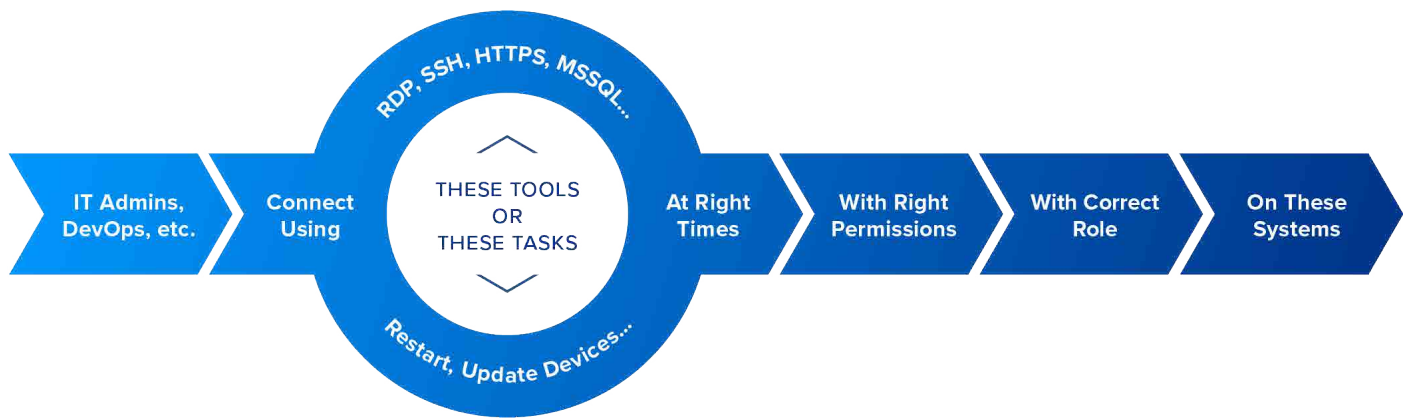 IT Admins,
DevOps, etc.
Connect
Using
RDP, SSH, HTTPS, MSSQL...
THESE TOOLS
OR
THESE TASKS
Restart, Update Devices...
At Right
Times
With Right
Permissions
With Correct
Role
On These
Systems